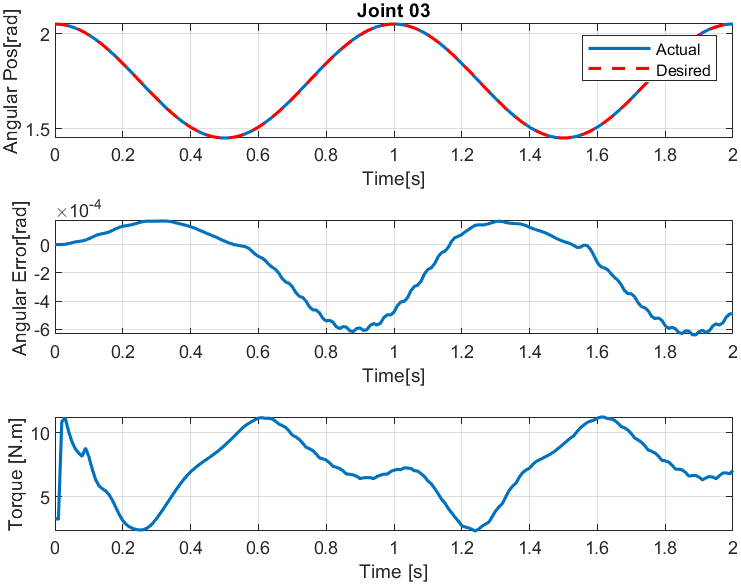 Joint 03
Angular Pos[rad]
2
1.5
Actual
Desired
0 0.2 0.4 0.6 0.8 1 1.2 1.4 1.6 1.8 2
Time[s]
×10-4
Angular Error[rad]
0
-2
-4
-6
0 0.2 0.4 0.6 0.8 1 1.2 1.4 1.6 1.8 2
Time[s]
Torque [N.m]
10
5
0 0.2 0.4 0.6 0.8 1 1.2 1.4 1.6 1.8 2
Time [s]